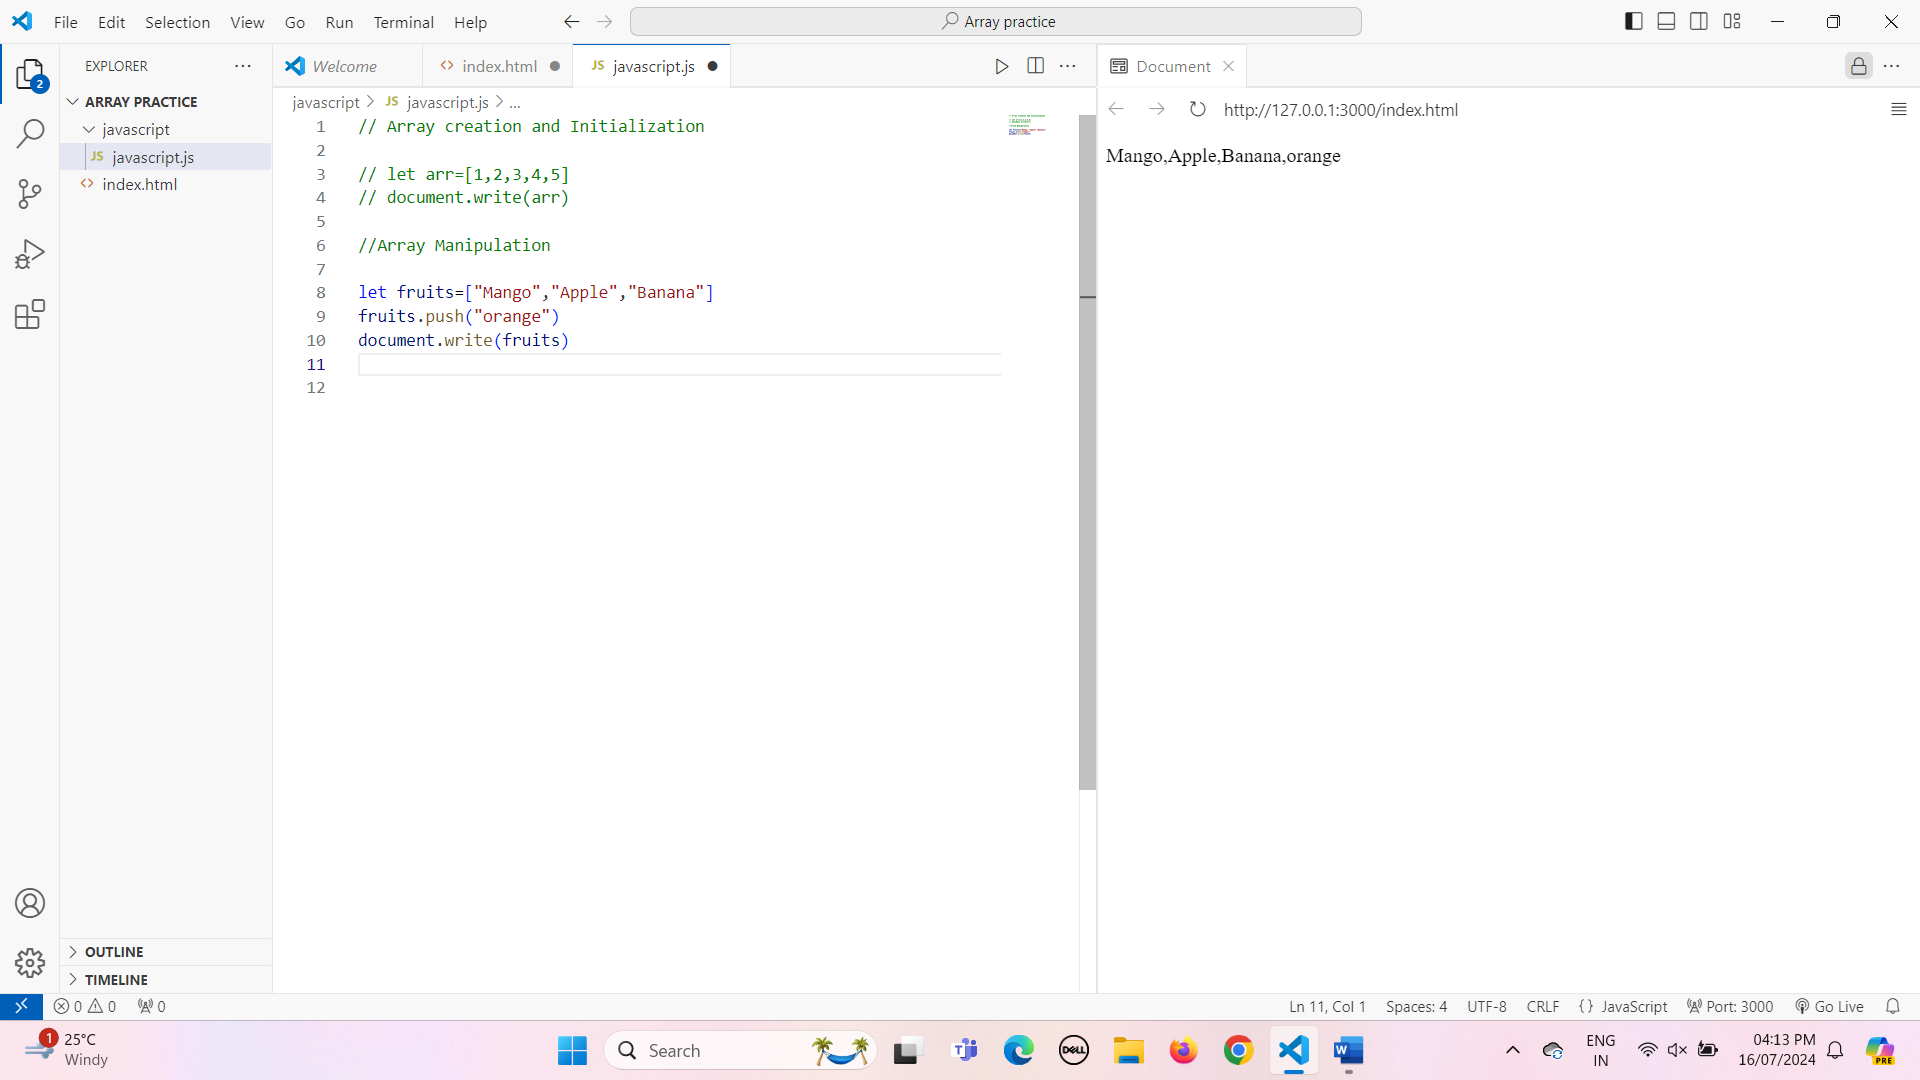 File Edit Selection View Go Run Terminal Help
Array practice
EXPLORER
Welcome
index.html
JS javascript.js
Document
2
ARRAY PRACTICE
javascript
JS javascript.js
index.html
javascript > JS javascript.js > ...
1 // Array creation and Initialization
2
3 // let arr=[1,2,3,4,5]
4 // document.write(arr)
5
6 //Array Manipulation
7
8 let fruits=["Mango","Apple","Banana"]
9 fruits.push("orange")
10 document.write(fruits)
11
12
http://127.0.0.1:3000/index.html
Mango,Apple,Banana,orange
OUTLINE
TIMELINE
0 0 0
Ln 11, Col 1 Spaces: 4 UTF-8 CRLF {} JavaScript Port: 3000 Go Live
1
25°C
Windy
Search
DELL
ENG
IN
04:13 PM
16/07/2024
PRE